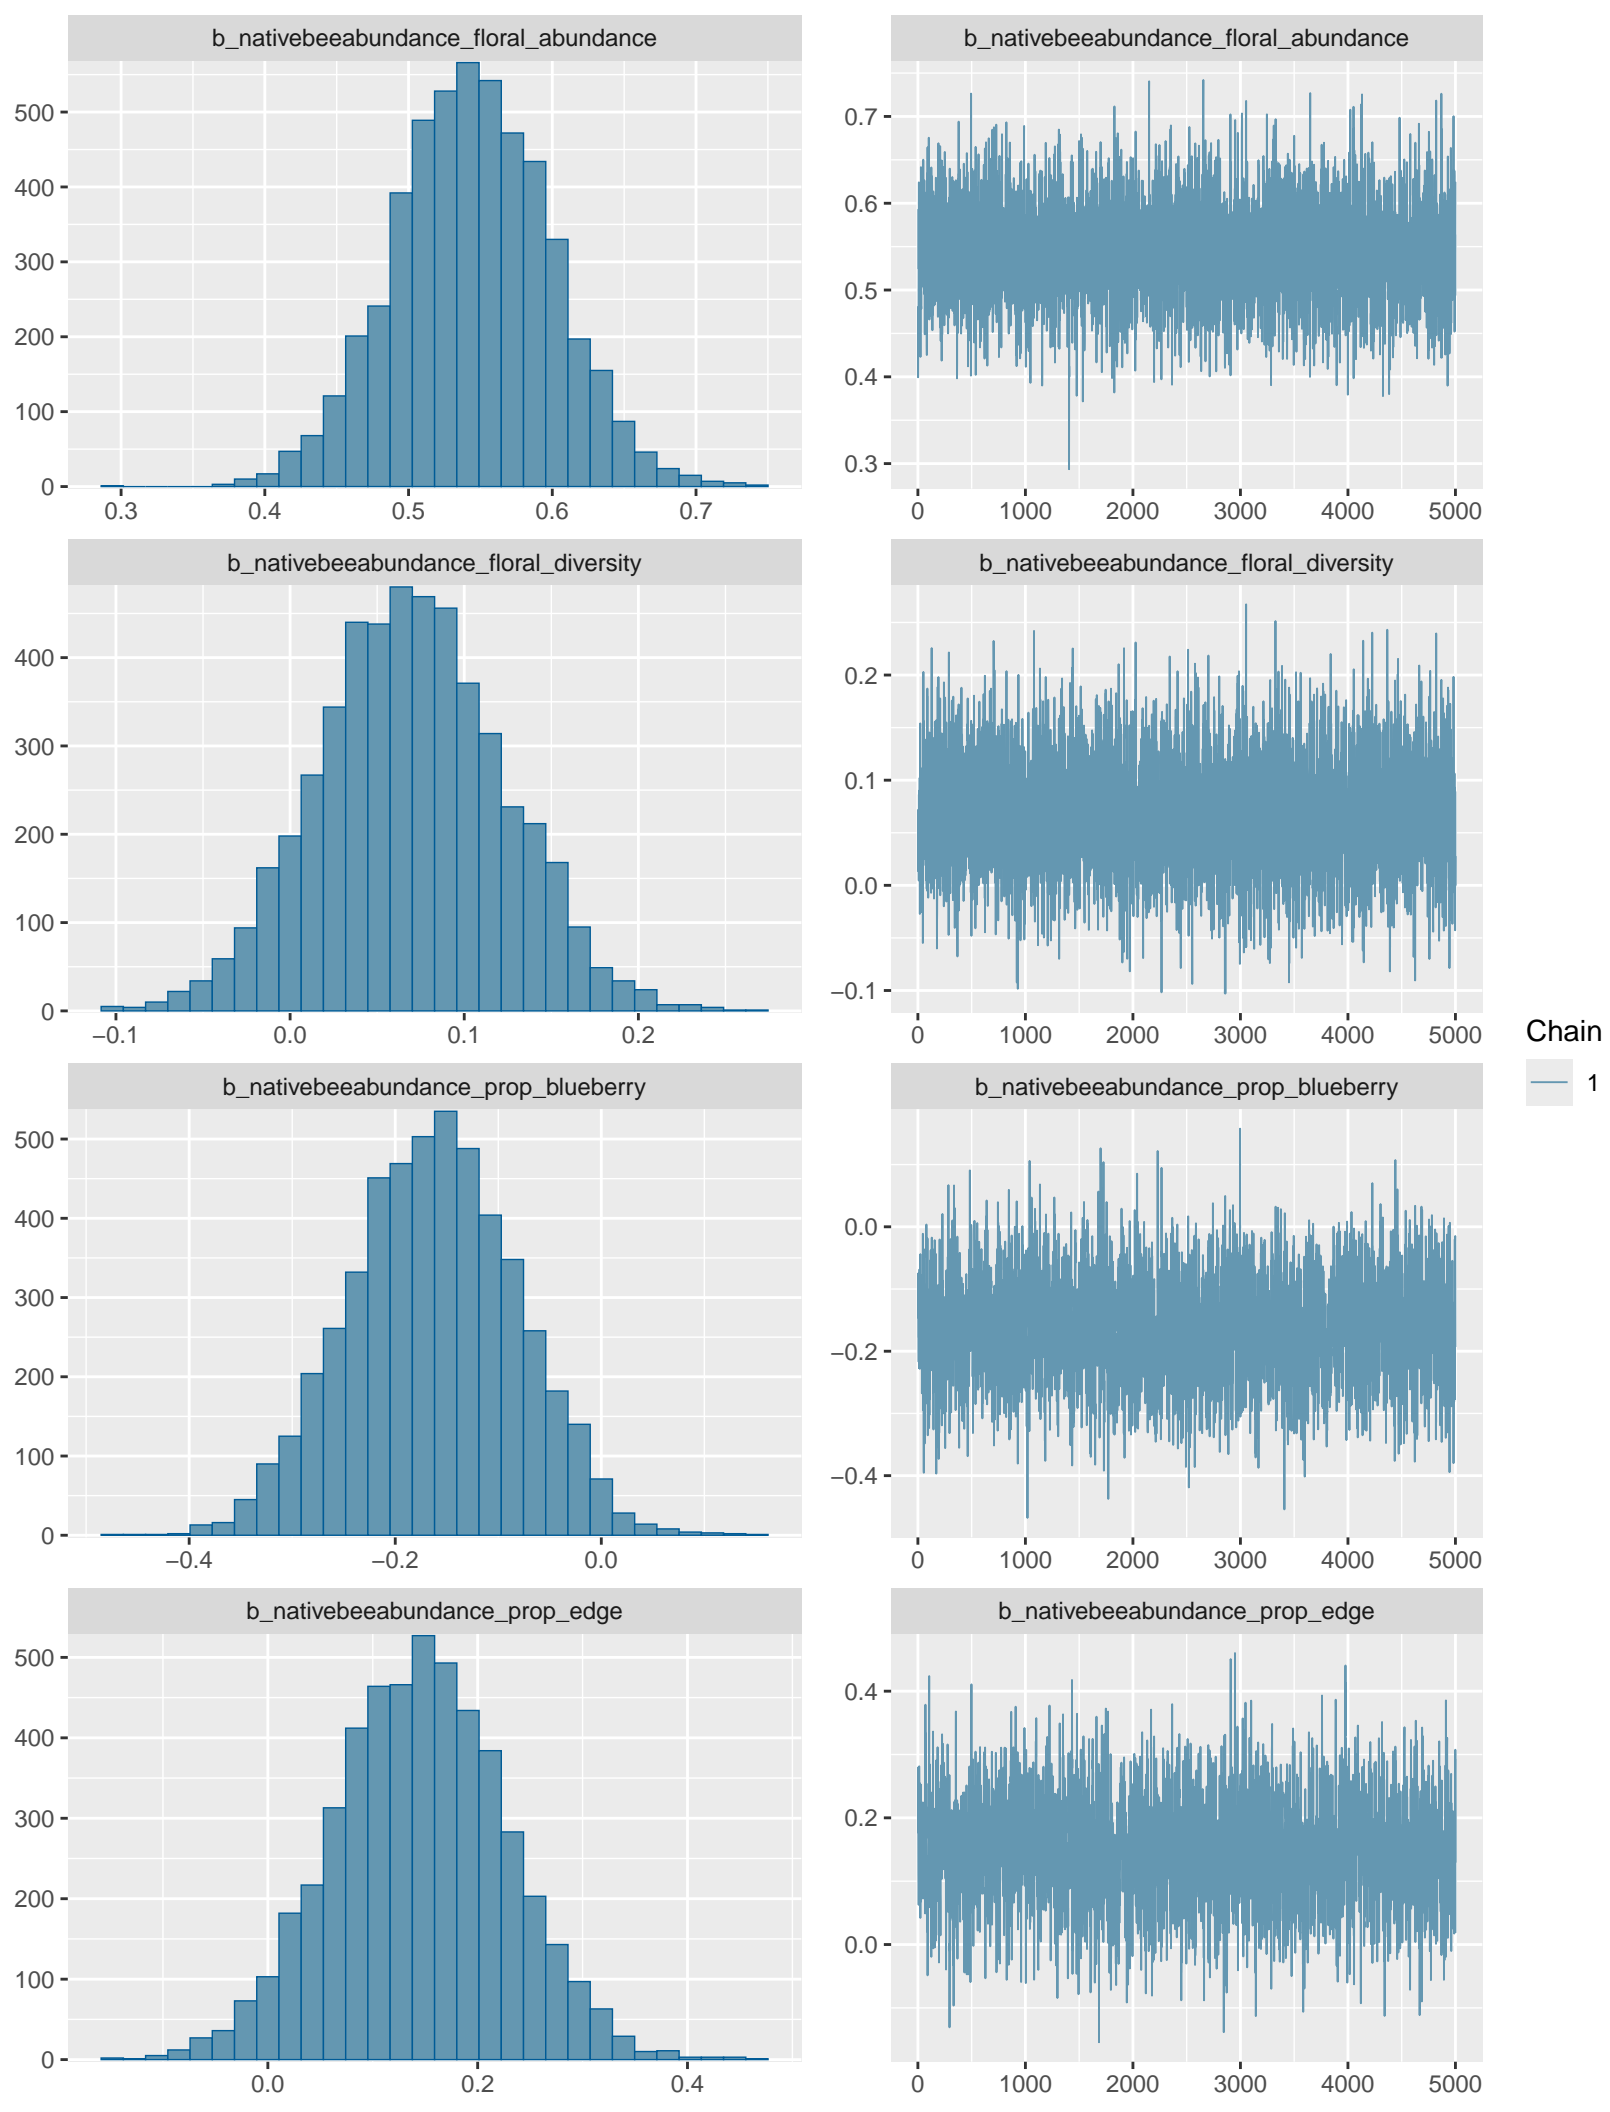 b_nativebeeabundance_floral_abundance
500
400
300
200
100
0
0.3 0.4 0.5 0.6 0.7
b_nativebeeabundance_floral_abundance
0.7
0.6
0.5
0.4
0.3
0 1000 2000 3000 4000 5000
b_nativebeeabundance_floral_diversity
400
300
200
100
0
−0.1 0.0 0.1 0.2
b_nativebeeabundance_floral_diversity
0.2
0.1
0.0
−0.1
0 1000 2000 3000 4000 5000
b_nativebeeabundance_prop_blueberry
500
400
300
200
100
0
−0.4 −0.2 0.0
b_nativebeeabundance_prop_blueberry
0.0
−0.2
−0.4
0 1000 2000 3000 4000 5000
b_nativebeeabundance_prop_edge
500
400
300
200
100
0
0.0 0.2 0.4
b_nativebeeabundance_prop_edge
0.4
0.2
0.0
0 1000 2000 3000 4000 5000
Chain
1